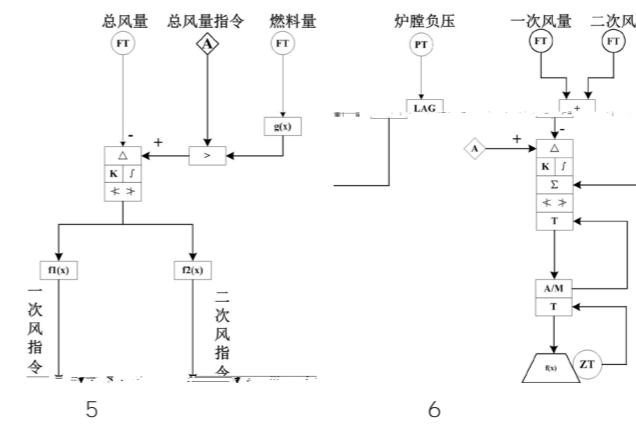 总风量 总风量指令 燃料量
FT A FT
g(x)
- +
△ >
K ∫
≮ ≯
f1(x) f2(x)
一次风指令
二次风指令
5
炉膛负压 一次风量 二次风
PT FT FT
LAG +
-
A + △
K ∫
Σ
≮ ≯
T
A/M
T
f(x) ZT
6